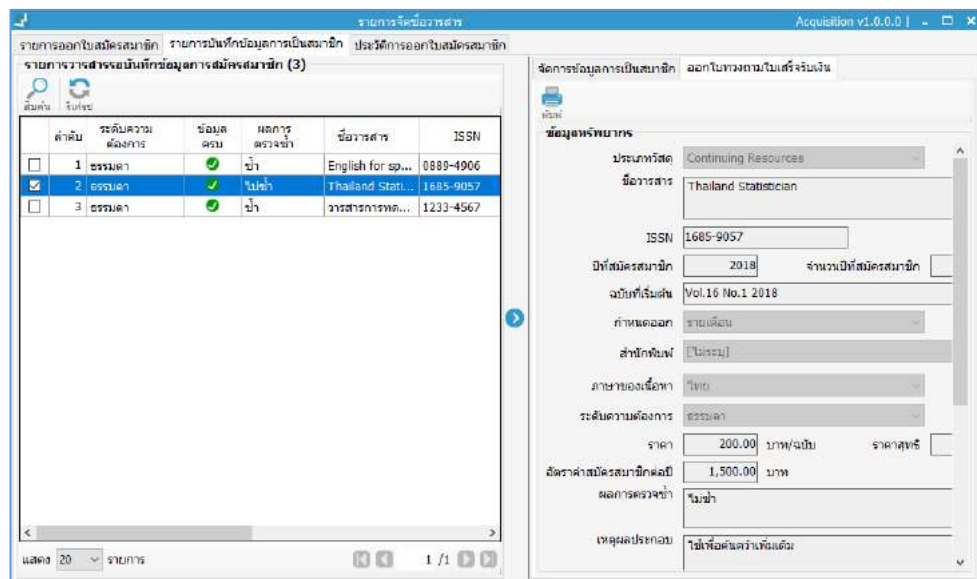 รายการจัดซื้อวารสาร
Acquisition v1.0.0.0 |
รายการออกใบสมัครสมาชิก รายการบันทึกข้อมูลการเป็นสมาชิก ประวัติการออกใบสมัครสมาชิก
รายการวารสารรอบันทึกข้อมูลการสมัครสมาชิก (3)
สืบค้น
ลำดับ ระดับความต้องการ ข้อมูลครบ ผลการตรวจซ้ำ ชื่อวารสาร ISSN
1 ธรรมดา ซ้ำ English for sp... 0889-4906
2 ธรรมดา ไม่ซ้ำ Thailand Stati... 1685-9057
3 ธรรมดา ซ้ำ วารสารการทด... 1233-4567
แสดง 20 รายการ 1 /1
จัดการข้อมูลการเป็นสมาชิก ออกใบทวงถามใบเสร็จรับเงิน
พิมพ์
ข้อมูลทรัพยากร
ประเภทวัสดุ Continuing Resources
ชื่อวารสาร Thailand Statistician
ISSN 1685-9057
ปีที่สมัครสมาชิก 2018 จำนวนปีที่สมัครสมาชิก
ฉบับที่เริ่มต้น Vol.16 No.1 2018
กำหนดออก รายเดือน
สำนักพิมพ์ [ไม่ระบุ]
ภาษาของเนื้อหา ไทย
ระดับความต้องการ ธรรมดา
ราคา 200.00 บาท/ฉบับ ราคาสุทธิ
อัตราค่าสมัครสมาชิกต่อปี 1,500.00 บาท
ผลการตรวจซ้ำ ไม่ซ้ำ
เหตุผลประกอบ ใช้เพื่อค้นคว้าเพิ่มเติม